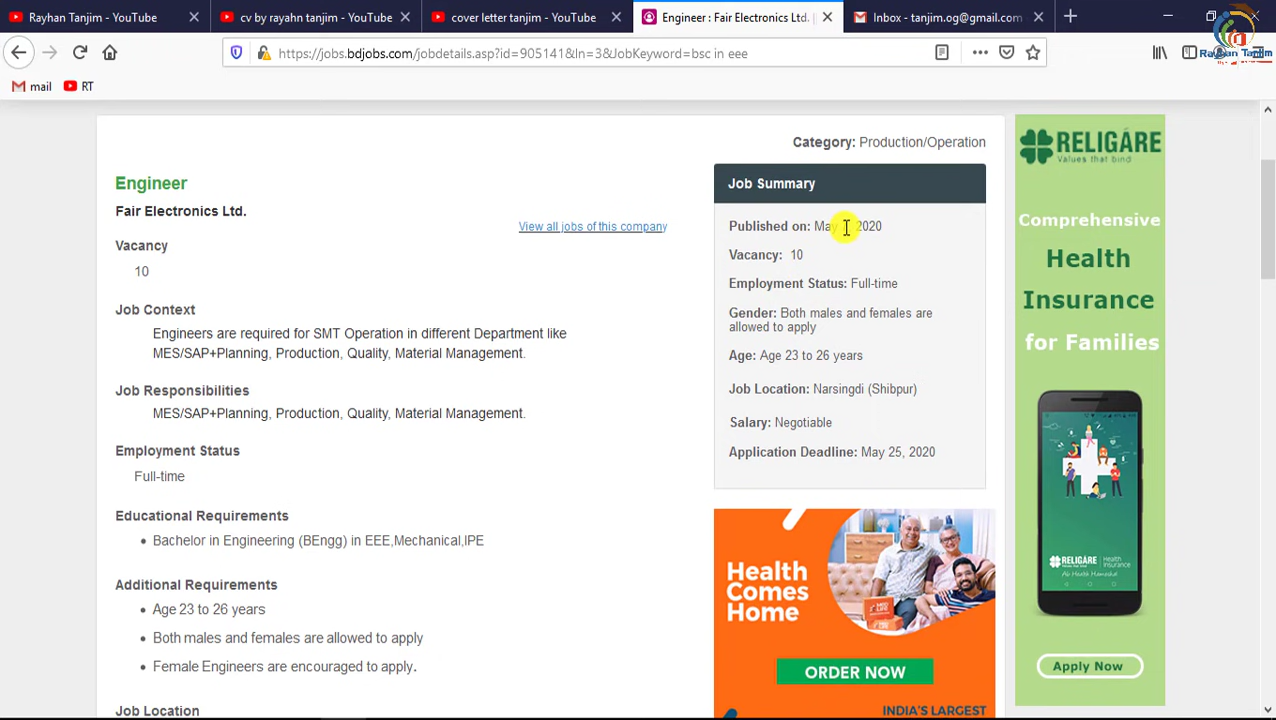 Rayhan Tanjim - YouTube
cv by rayahn tanjim - YouTube
cover letter tanjim - YouTube
Engineer : Fair Electronics Ltd.
Inbox - tanjim.og@gmail.com
https://jobs.bdjobs.com/jobdetails.asp?id=905141&ln=3&JobKeyword=bsc in eee
Rayhan Tanjim
mail
RT
Category: Production/Operation
Engineer
Fair Electronics Ltd.
View all jobs of this company
Vacancy
10
Job Context
Engineers are required for SMT Operation in different Department like
MES/SAP+Planning, Production, Quality, Material Management.
Job Responsibilities
MES/SAP+Planning, Production, Quality, Material Management.
Employment Status
Full-time
Educational Requirements
Bachelor in Engineering (BEngg) in EEE,Mechanical,IPE
Additional Requirements
Age 23 to 26 years
Both males and females are allowed to apply
Female Engineers are encouraged to apply.
Job Location
Job Summary
Published on: May 2020
Vacancy: 10
Employment Status: Full-time
Gender: Both males and females are
allowed to apply
Age: Age 23 to 26 years
Job Location: Narsingdi (Shibpur)
Salary: Negotiable
Application Deadline: May 25, 2020
Health
Comes
Home
ORDER NOW
INDIA'S LARGEST
RELIGARE
Values that bind
Comprehensive
Health
Insurance
for Families
RELIGARE
Health
Insurance
Ab Health Hamesha
Apply Now